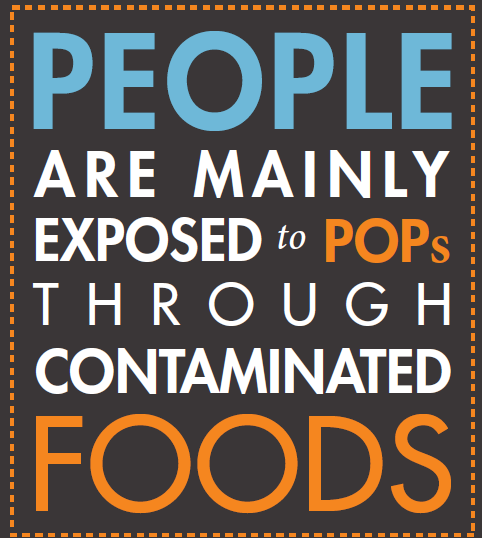 PEOPLE
ARE MAINLY
EXPOSED to POPs
THROUGH
CONTAMINATED
FOODS